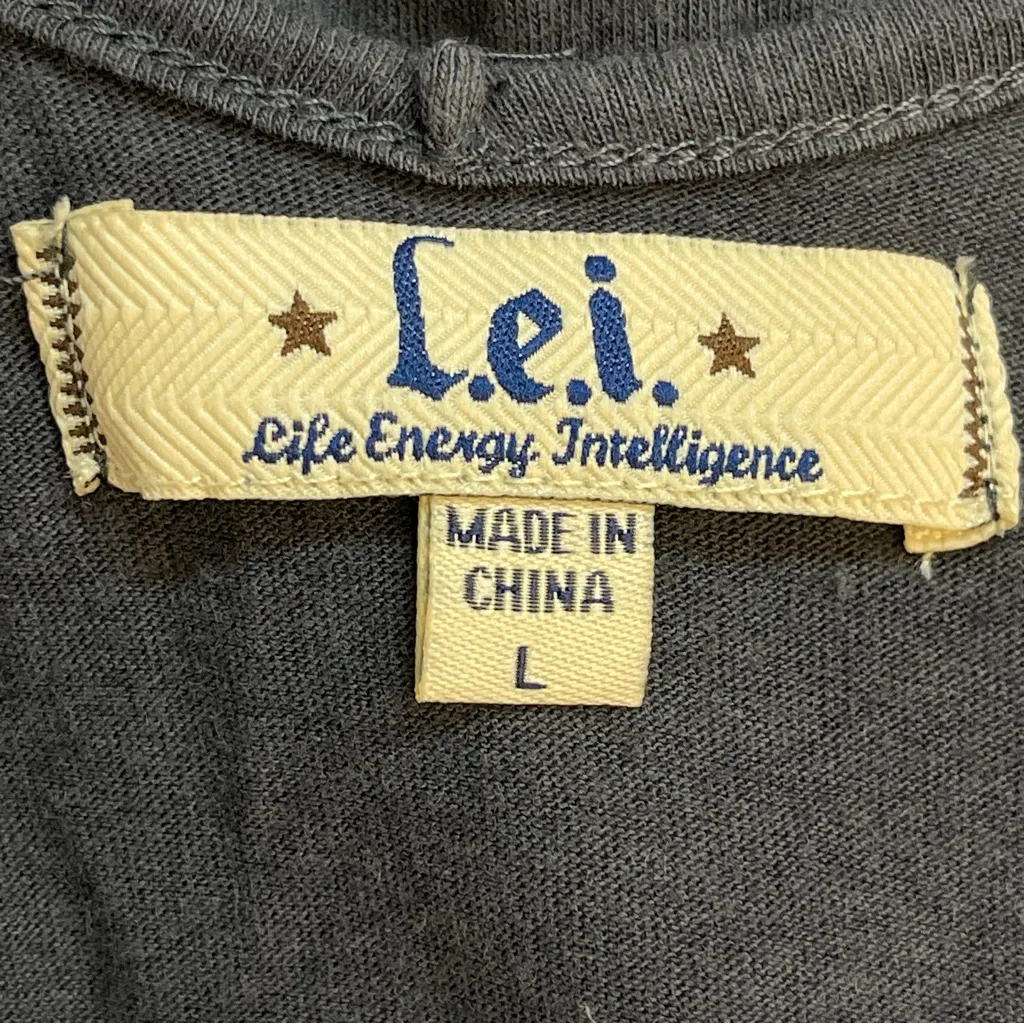 L.e.i.
Life Energy Intelligence
MADE IN
CHINA
L